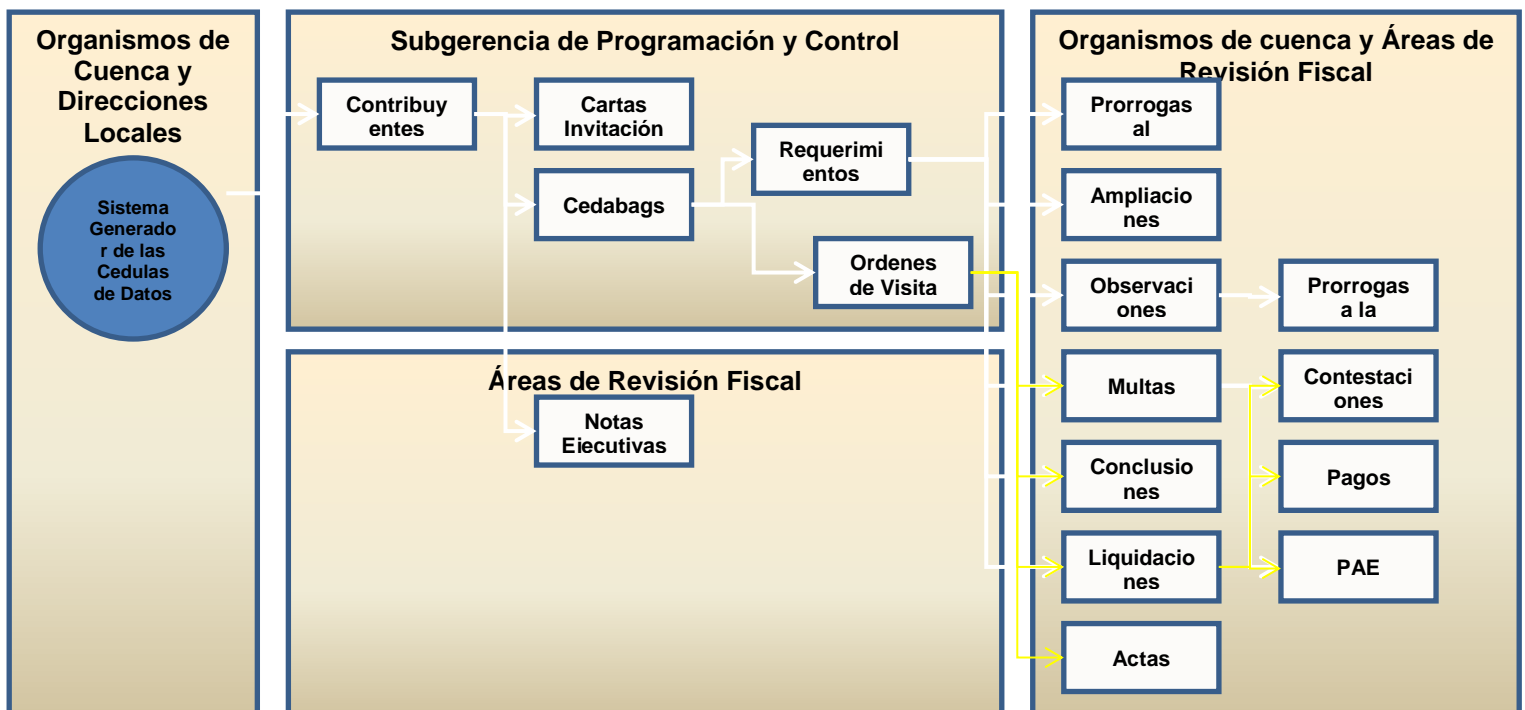 Organismos de
Cuenca y
Direcciones
Locales
Sistema
Generado
r de las
Cedulas
de Datos
Subgerencia de Programación y Control
Contribuy
entes
Cartas
Invitación
Cedabags
Requerimi
entos
Ordenes
de Visita
Áreas de Revisión Fiscal
Notas
Ejecutivas
Organismos de cuenca y Áreas de
Revisión Fiscal
Prorrogas
al
Ampliacio
nes
Observaci
ones
Prorrogas
a la
Multas
Contestaci
ones
Conclusio
nes
Pagos
Liquidacio
nes
PAE
Actas